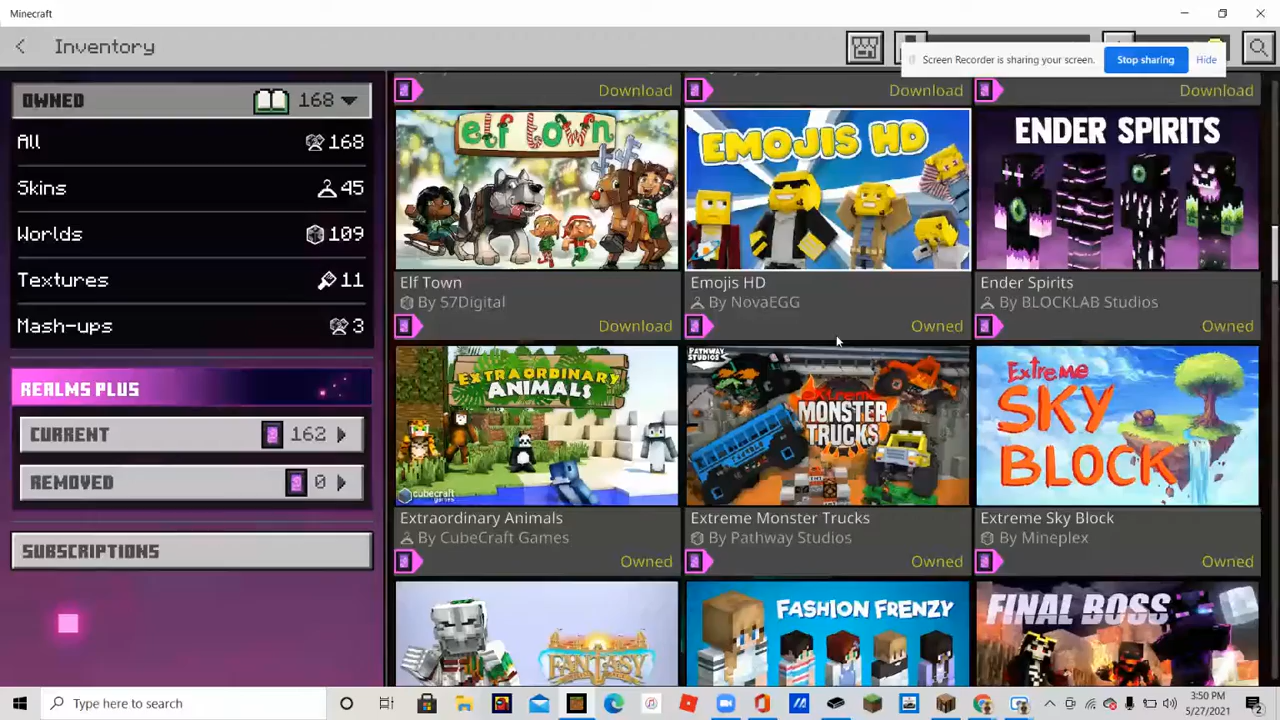 Minecraft
Inventory
Screen Recorder is sharing your screen.
Stop sharing
Hide
OWNED
168
All
168
Skins
45
Worlds
109
Textures
11
Mash-ups
3
REALMS PLUS
CURRENT
162
REMOVED
0
SUBSCRIPTIONS
Download
Download
Download
elf town
EMOJIS HD
ENDER SPIRITS
Elf Town
By 57Digital
Download
Emojis HD
By NovaEGG
Owned
Ender Spirits
By BLOCKLAB Studios
Owned
EXTRAORDINARY
ANIMALS
cubecraft
games
PATHWAY
STUDIOS
EXTREME
MONSTER
TRUCKS
EXTREME
SKY
BLOCK
Extraordinary Animals
By CubeCraft Games
Owned
Extreme Monster Trucks
By Pathway Studios
Owned
Extreme Sky Block
By Mineplex
Owned
FANTASY
FASHION FRENZY
FINAL BOSS
Type here to search
3:50 PM
5/27/2021
2